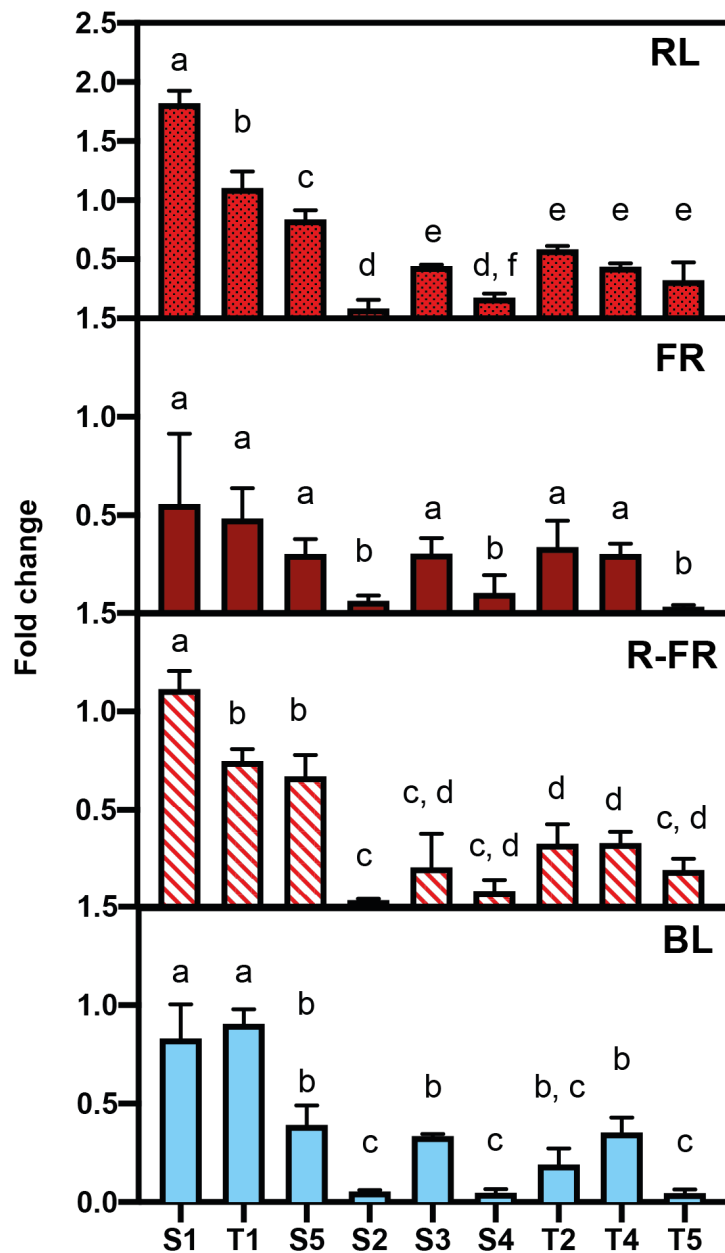 Fold change
2.5
RL
a
2.0
b
1.5
c
1.0
e e e
e
d d, f
0.5
1.5
FR
a
1.0
a
a a a a
0.5
b b b
1.5
R-FR
a
1.0
b b
c, d d d c, d
0.5
c, d
c
1.5
BL
a a
1.0
b
b
b b b, c
0.5
c c c
0.0
S1 T1 S5 S2 S3 S4 T2 T4 T5